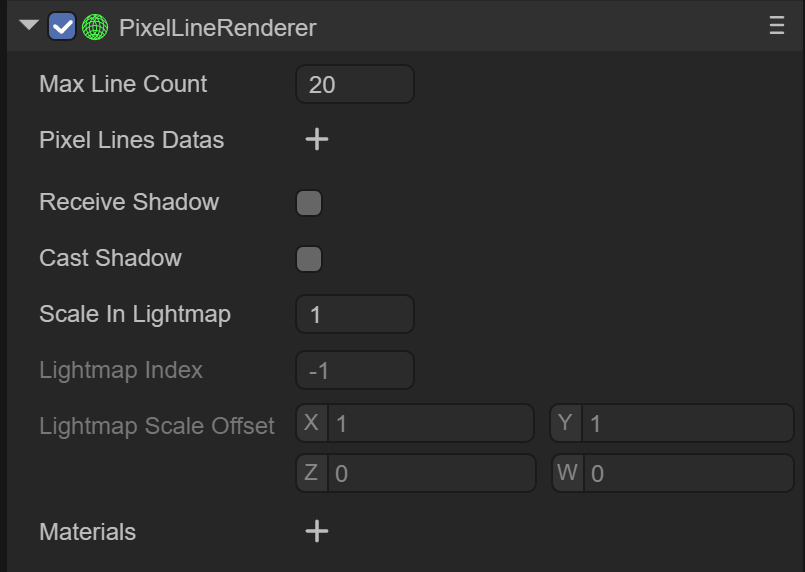 PixelLineRenderer
Max Line Count 20
Pixel Lines Datas
Receive Shadow
Cast Shadow
Scale In Lightmap 1
Lightmap Index -1
Lightmap Scale Offset X 1 Y 1
Z 0 W 0
Materials